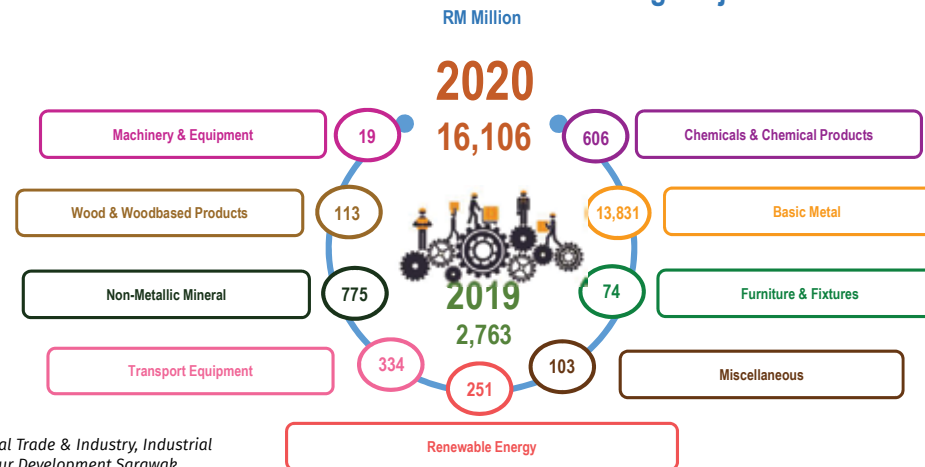 RM Million
2020
16,106
Machinery & Equipment
19
606
Chemicals & Chemical Products
Wood & Woodbased Products
113
13,831
Basic Metal
Non-Metallic Mineral
775
2019
2,763
74
Furniture & Fixtures
Transport Equipment
334
251
103
Miscellaneous
Renewable Energy
Trade & Industry, Industrial
Development Sarawak